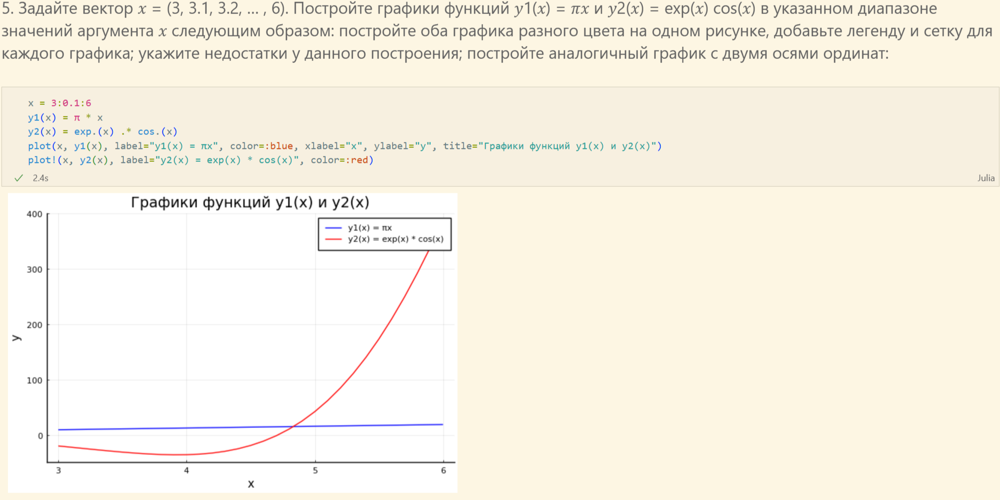 5. Задайте вектор x = (3, 3.1, 3.2, … , 6). Постройте графики функций y1(x) = πx и y2(x) = exp(x) cos(x) в указанном диапазоне
значений аргумента x следующим образом: постройте оба графика разного цвета на одном рисунке, добавьте легенду и сетку для
каждого графика; укажите недостатки у данного построения; постройте аналогичный график с двумя осями ординат:
x = 3:0.1:6
y1(x) = π * x
y2(x) = exp.(x) .* cos.(x)
plot(x, y1(x), label="y1(x) = πx", color=:blue, xlabel="x", ylabel="y", title="Графики функций y1(x) и y2(x)")
plot!(x, y2(x), label="y2(x) = exp(x) * cos(x)", color=:red)
2.4s
Julia
Графики функций y1(x) и y2(x)
y1(x) = πx
y2(x) = exp(x) * cos(x)
400
300
200
100
0
y
3
4
5
6
x